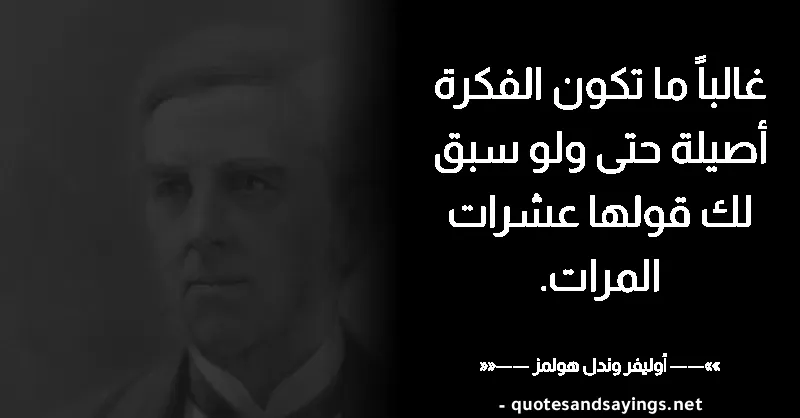 غالباً ما تكون الفكرة
أصيلة حتى ولو سبق
لك قولها عشرات
المرات.
»»—— أوليفر وندل هولمز ——««
- quotesandsayings.net